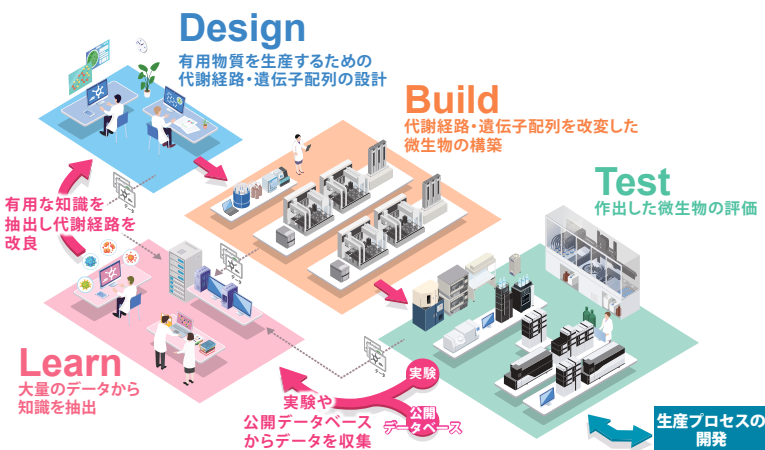 Design
有用物質を生産するための
代謝経路・遺伝子配列の設計
Build
代謝経路・遺伝子配列を改変した
微生物の構築
Test
作出した微生物の評価
有用な知識を
抽出し代謝経路を
改良
Learn
大量のデータから
知識を抽出
実験や
公開データベース
からデータを収集
実験
公開
データベース
生産プロセスの
開発